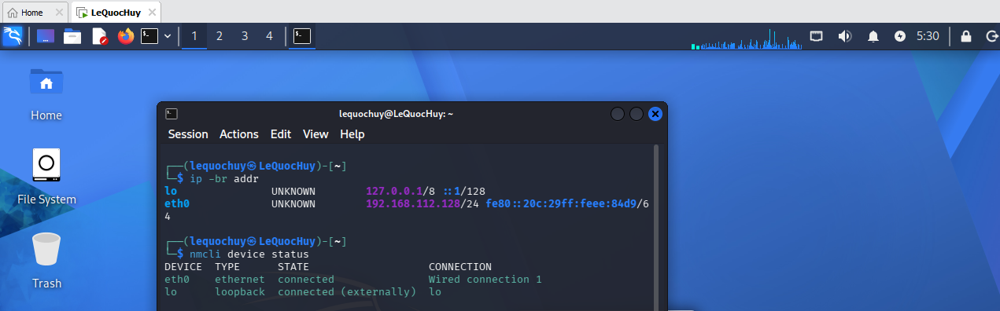 Home
LeQuocHuy
1 2 3 4
5:30
Home
File System
Trash
lequochuy@LeQuocHuy: ~
Session Actions Edit View Help
┌──(lequochuy㉿LeQuocHuy)-[~]
└─$ ip -br addr
lo UNKNOWN 127.0.0.1/8 ::1/128
eth0 UNKNOWN 192.168.112.128/24 fe80::20c:29ff:feee:84d9/6
4
┌──(lequochuy㉿LeQuocHuy)-[~]
└─$ nmcli device status
DEVICE TYPE STATE CONNECTION
eth0 ethernet connected Wired connection 1
lo loopback connected (externally) lo